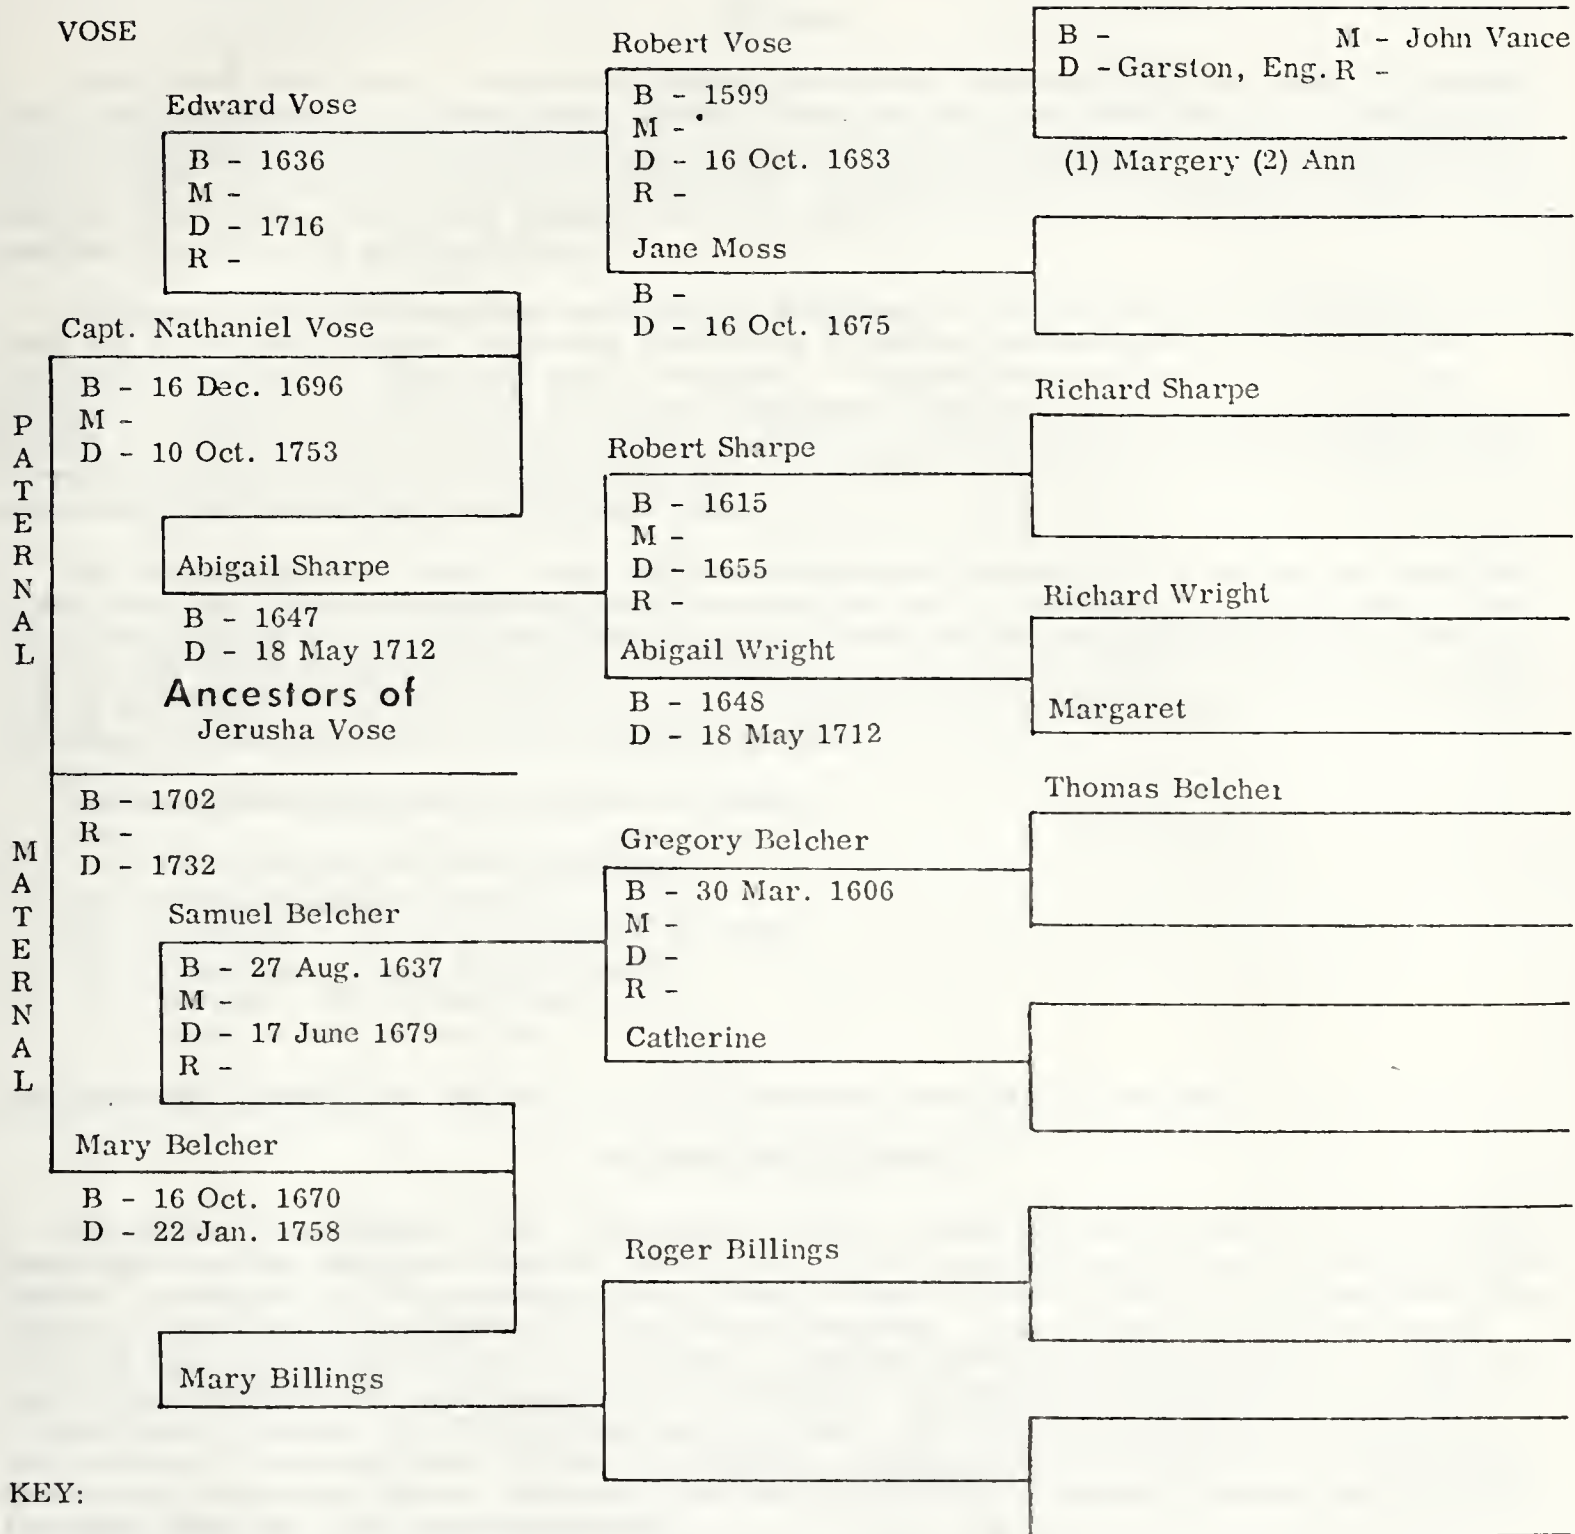 VOSE
Edward Vose
B - 1636
M -
D - 1716
R -
Capt. Nathaniel Vose
B - 16 Dec. 1696
M -
D - 10 Oct. 1753
PATERNAL
Abigail Sharpe
B - 1647
D - 18 May 1712
Ancestors of
Jerusha Vose
B - 1702
R -
D - 1732
MATERNAL
Samuel Belcher
B - 27 Aug. 1637
M -
D - 17 June 1679
R -
Mary Belcher
B - 16 Oct. 1670
D - 22 Jan. 1758
Mary Billings
KEY:
Robert Vose
B - 1599
M -
D - 16 Oct. 1683
R -
Jane Moss
B -
D - 16 Oct. 1675
Robert Sharpe
B - 1615
M -
D - 1655
R -
Abigail Wright
B - 1648
D - 18 May 1712
Gregory Belcher
B - 30 Mar. 1606
M -
D -
R -
Catherine
Roger Billings
B - M - John Vance
D - Garston, Eng. R -
(1) Margery (2) Ann
Richard Sharpe
Richard Wright
Margaret
Thomas Belcher